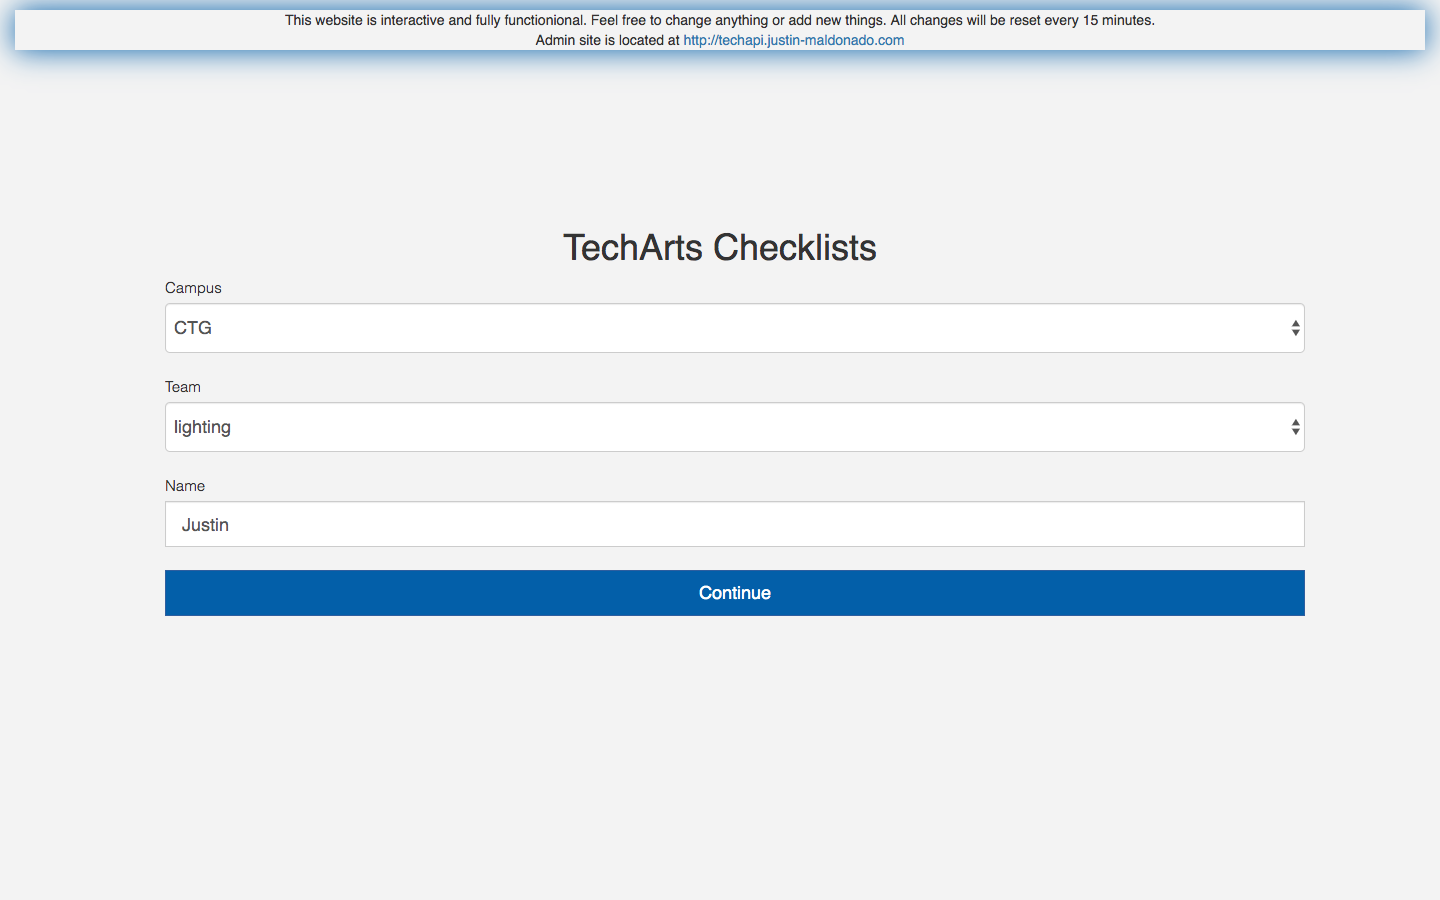 This website is interactive and fully functionional. Feel free to change anything or add new things. All changes will be reset every 15 minutes.
Admin site is located at http://techapi.justin-maldonado.com
TechArts Checklists
Campus
CTG
Team
lighting
Name
Justin
Continue